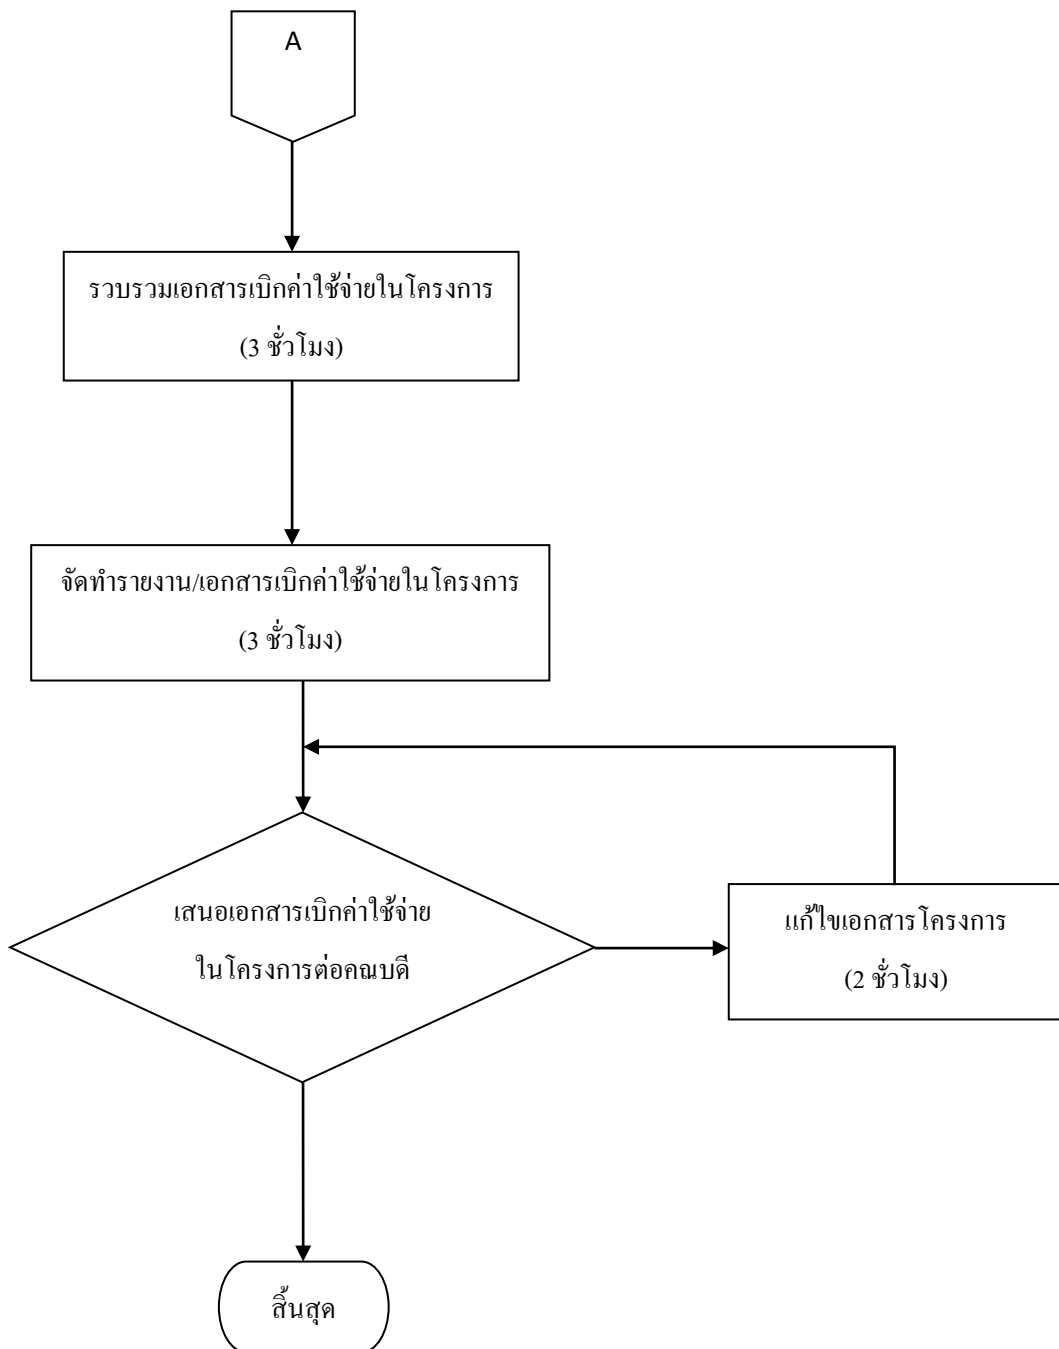 A
รวบรวมเอกสารเบิกค่าใช้จ่ายในโครงการ
(3 ชั่วโมง)
จัดทำรายงาน/เอกสารเบิกค่าใช้จ่ายในโครงการ
(3 ชั่วโมง)
เสนอเอกสารเบิกค่าใช้จ่าย
ในโครงการต่อคณบดี
แก้ไขเอกสารโครงการ
(2 ชั่วโมง)
สิ้นสุด